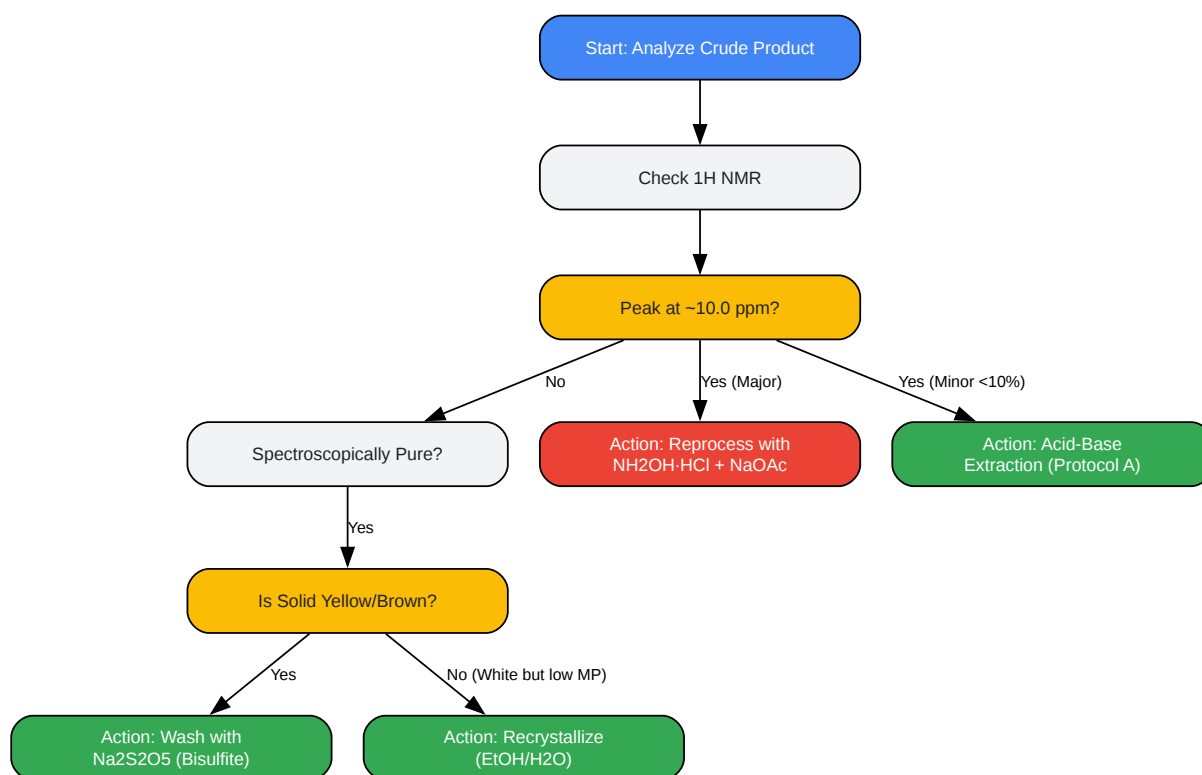 Start: Analyze Crude Product
Check 1H NMR
Peak at ~10.0 ppm?
No
Yes (Major)
Yes (Minor <10%)
Spectroscopically Pure?
Action: Reprocess with
NH2OH·HCl + NaOAc
Action: Acid-Base
Extraction (Protocol A)
Yes
Is Solid Yellow/Brown?
Yes
No (White but low MP)
Action: Wash with
Na2S2O5 (Bisulfite)
Action: Recrystallize
(EtOH/H2O)